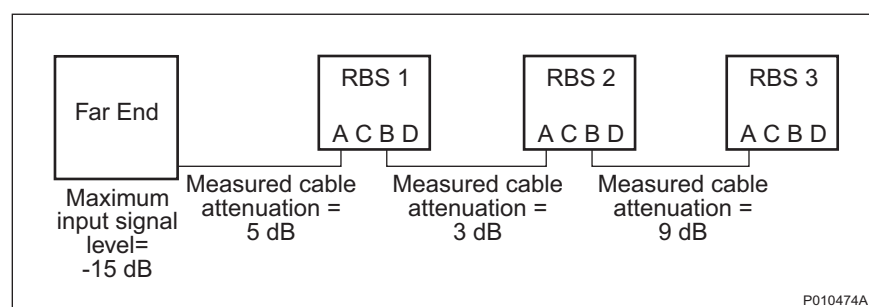 Far End
RBS 1
A C B D
RBS 2
A C B D
RBS 3
A C B D
Maximum
input signal
level=
-15 dB
Measured cable
attenuation =
5 dB
Measured cable
attenuation =
3 dB
Measured cable
attenuation =
9 dB
P010474A